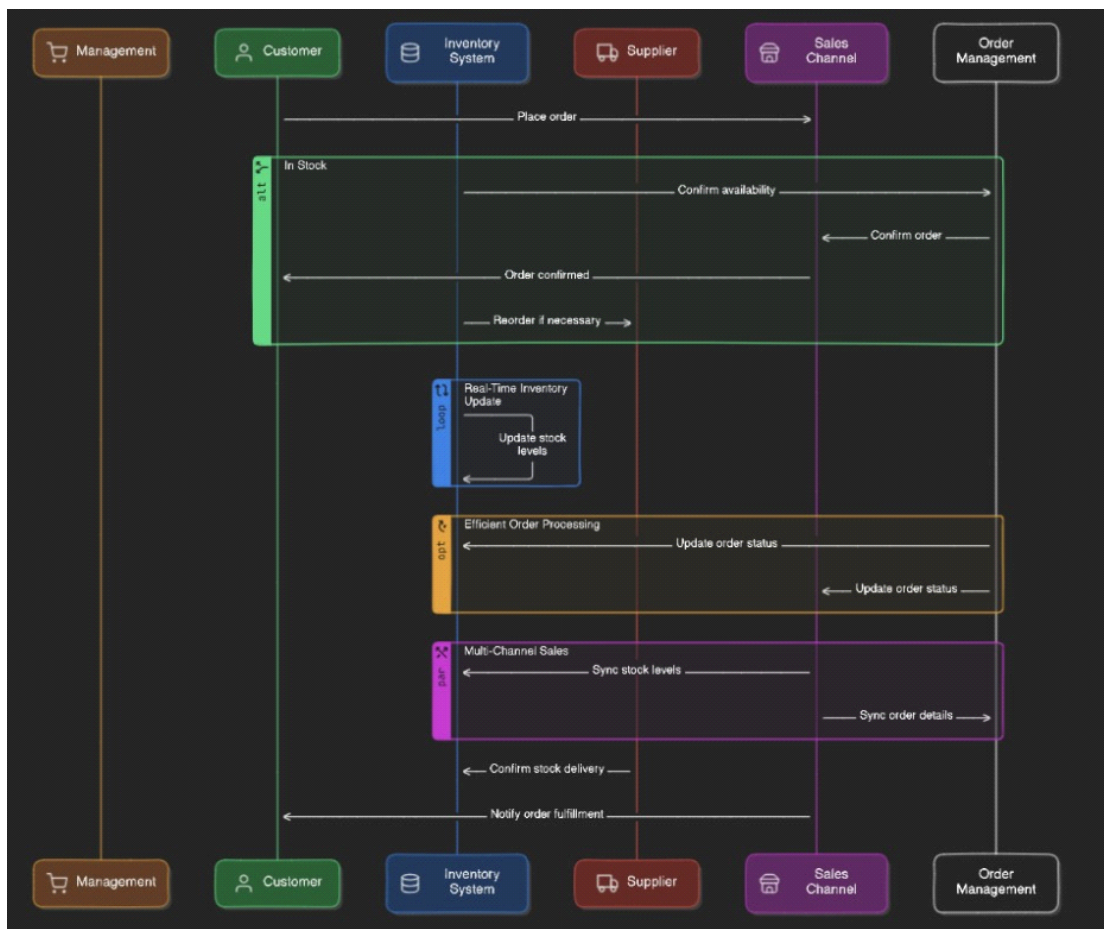 Management
Customer
Inventory
System
Supplier
Sales
Channel
Order
Management
Place order
alt
In Stock
Confirm availability
Confirm order
Order confirmed
Reorder if necessary
loop
Real-Time Inventory
Update
Update stock
levels
opt
Efficient Order Processing
Update order status
Update order status
par
Multi-Channel Sales
Sync stock levels
Sync order details
Confirm stock delivery
Notify order fulfillment
Management
Customer
Inventory
System
Supplier
Sales
Channel
Order
Management